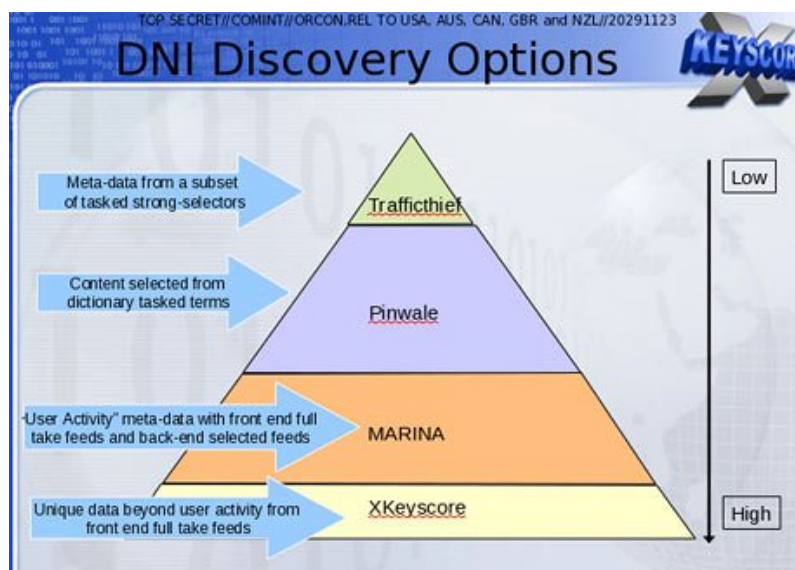 TOP SECRET//COMINT//ORCON,REL TO USA, AUS, CAN, GBR and NZL//20291123
DNI Discovery Options
X
KEYSCOR
Meta-data from a subset
of tasked strong-selectors
Trafficthief
Low
Content selected from
dictionary tasked terms
Pinwale
"User Activity" meta-data with front end full
take feeds and back-end selected feeds
MARINA
Unique data beyond user activity from
front end full take feeds
XKeyscore
High